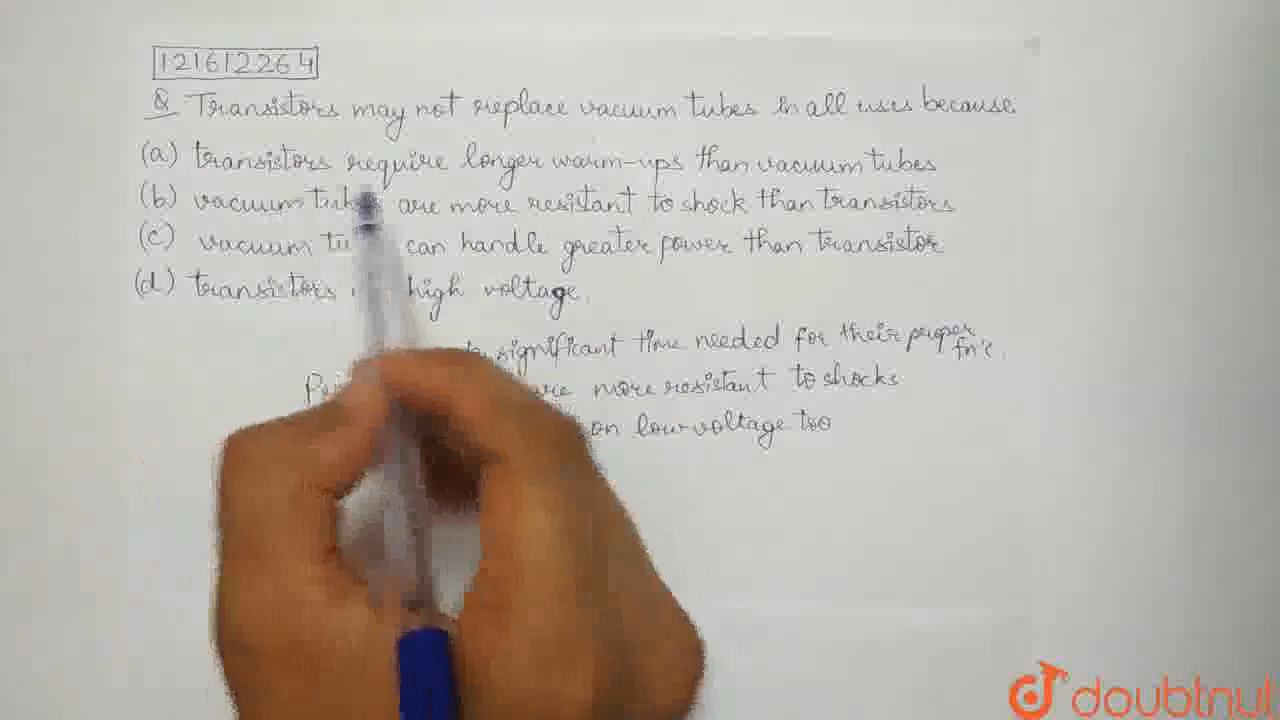 121612264
Q Transistors may not replace vacuum tubes in all uses because.
(a) transistors require longer warm-ups than vacuum tubes
(b) vacuum tubes are more resistant to shock than transistors
(c) vacuum can handle greater power than transistor
(d) transistors high voltage.
significant time needed for their proper
fn'c.
are more resistant to shocks
on low voltage too
doubtnut